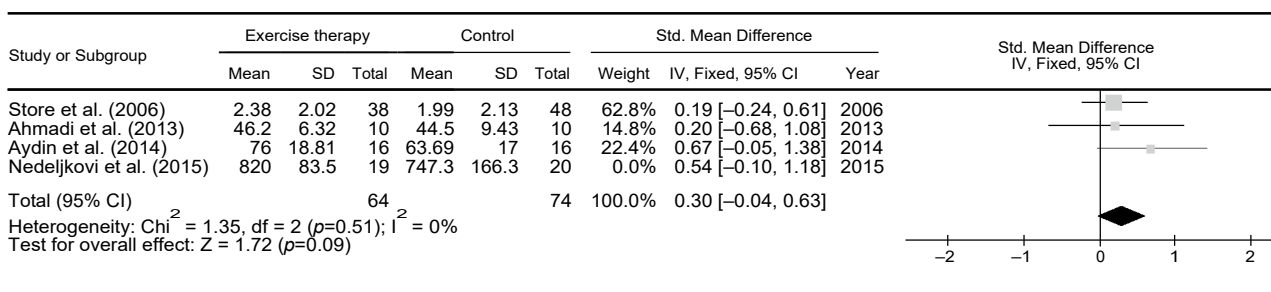 Study or Subgroup Exercise therapy Control Std. Mean Difference Std. Mean Difference
Mean SD Total Mean SD Total Weight IV, Fixed, 95% CI Year IV, Fixed, 95% CI
Store et al. (2006) 2.38 2.02 38 1.99 2.13 48 62.8% 0.19 [–0.24, 0.61] 2006
Ahmadi et al. (2013) 46.2 6.32 10 44.5 9.43 10 14.8% 0.20 [–0.68, 1.08] 2013
Aydin et al. (2014) 76 18.81 16 63.69 17 16 22.4% 0.67 [–0.05, 1.38] 2014
Nedeljkovi et al. (2015) 820 83.5 19 747.3 166.3 20 0.0% 0.54 [–0.10, 1.18] 2015
Total (95% CI) 64 74 100.0% 0.30 [–0.04, 0.63]
Heterogeneity: Chi² = 1.35, df = 2 (p=0.51); I² = 0%
Test for overall effect: Z = 1.72 (p=0.09)
–2 –1 0 1 2